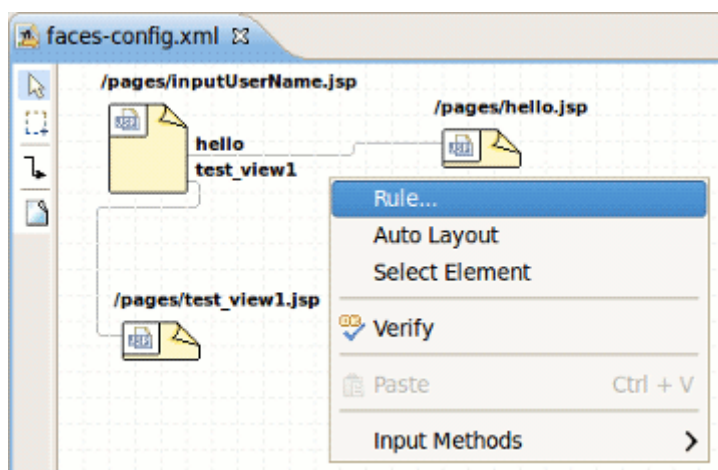 faces-config.xml
/pages/inputUserName.jsp
/pages/hello.jsp
hello
test_view1
Rule...
Auto Layout
Select Element
/pages/test_view1.jsp
Verify
Paste Ctrl + V
Input Methods